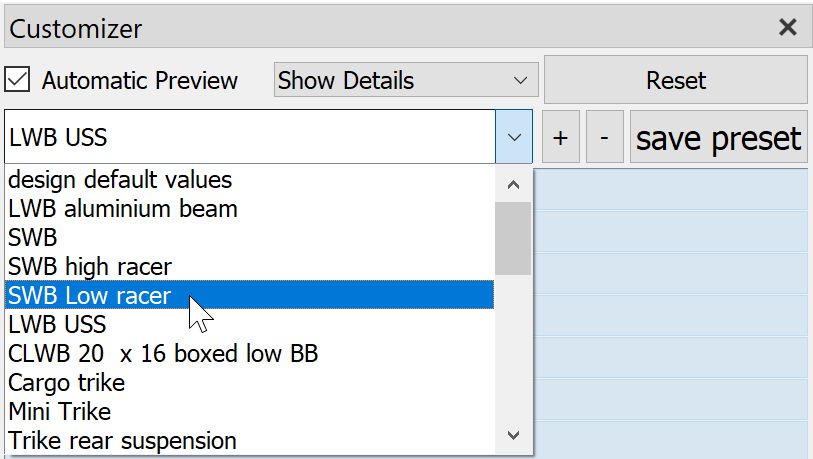 Customizer
Automatic Preview Show Details Reset
LWB USS + - save preset
design default values
LWB aluminium beam
SWB
SWB high racer
SWB Low racer
LWB USS
CLWB 20  x 16 boxed low BB
Cargo trike
Mini Trike
Trike rear suspension